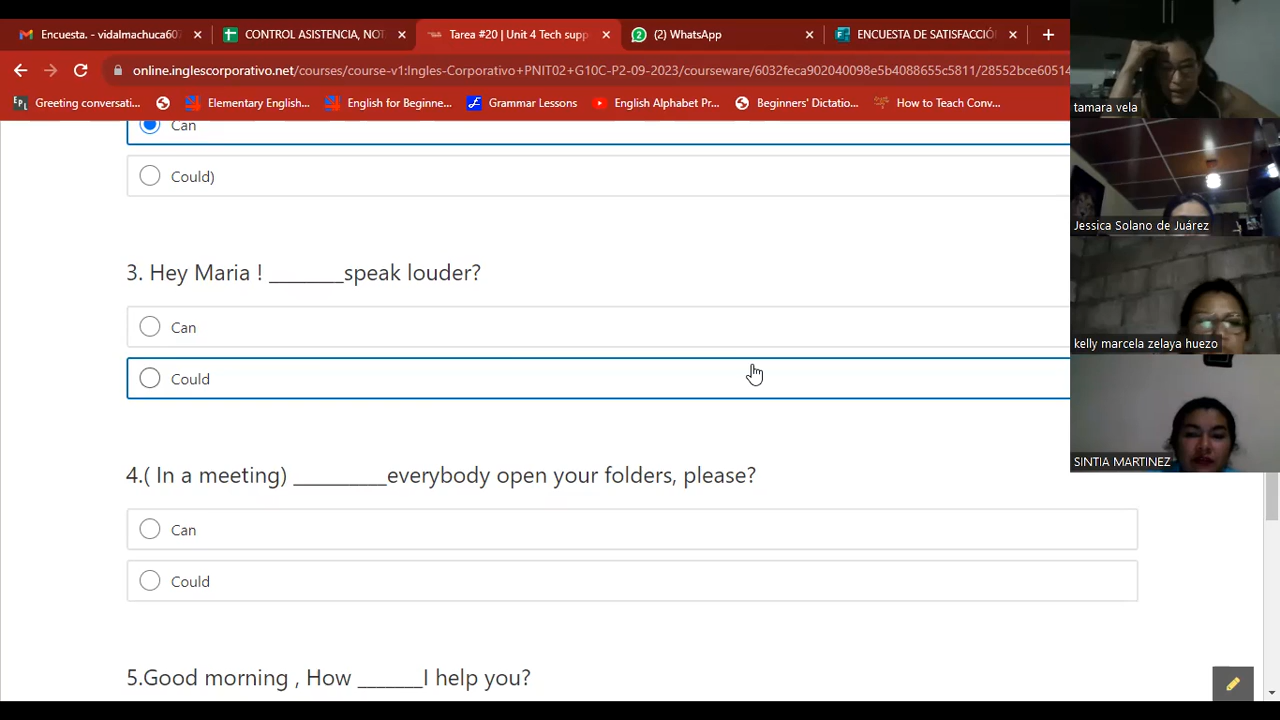 Encuesta. - vidalmachuca607
CONTROL ASISTENCIA, NOT
Tarea #20 | Unit 4 Tech supp
(2) WhatsApp
ENCUESTA DE SATISFACCIÓ
online.inglescorporativo.net/courses/course-v1:Ingles-Corporativo+PNIT02+G10C-P2-09-2023/courseware/6032feca902040098e5b4088655c5811/28552bce60514
Greeting conversati...
Elementary English...
English for Beginne...
Grammar Lessons
English Alphabet Pr...
Beginners' Dictatio...
How to Teach Conv...
tamara vela
Can
Could)
Jessica Solano de Juárez
3. Hey Maria ! ________speak louder?
Can
kelly marcela zelaya huezo
Could
SINTIA MARTINEZ
4.( In a meeting) __________everybody open your folders, please?
Can
Could
5.Good morning , How _______I help you?